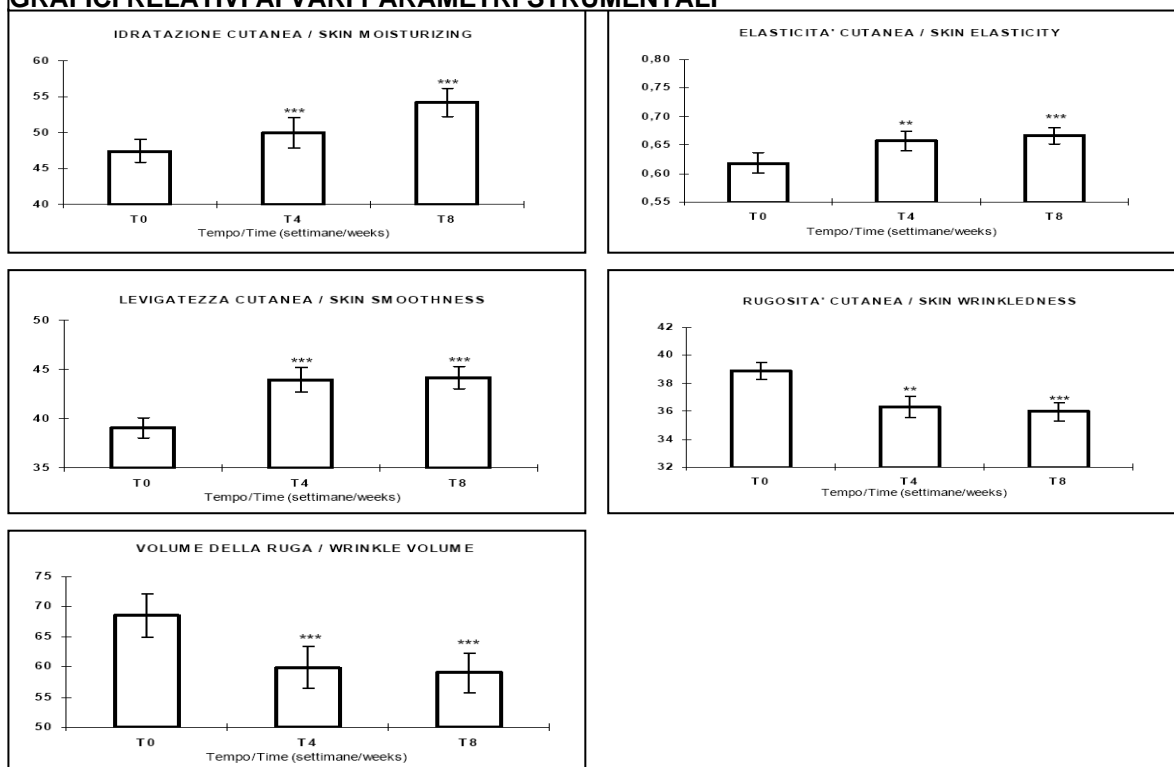 GRAFICI RELATIVI AI VARI PARAMETRI STRUMENTALI
IDRATAZIONE CUTANEA / SKIN MOISTURIZING
60
55
50
45
40
***
***
T0 T4 T8
Tempo/Time (settimane/weeks)
ELASTICITA' CUTANEA / SKIN ELASTICITY
0,80
0,75
0,70
0,65
0,60
0,55
**
***
T0 T4 T8
Tempo/Time (settimane/weeks)
LEVIGATEZZA CUTANEA / SKIN SMOOTHNESS
50
45
40
35
***
***
T0 T4 T8
Tempo/Time (settimane/weeks)
RUGOSITA' CUTANEA / SKIN WRINKLEDNESS
42
40
38
36
34
32
**
***
T0 T4 T8
Tempo/Time (settimane/weeks)
VOLUME DELLA RUGA / WRINKLE VOLUME
75
70
65
60
55
50
***
***
T0 T4 T8
Tempo/Time (settimane/weeks)